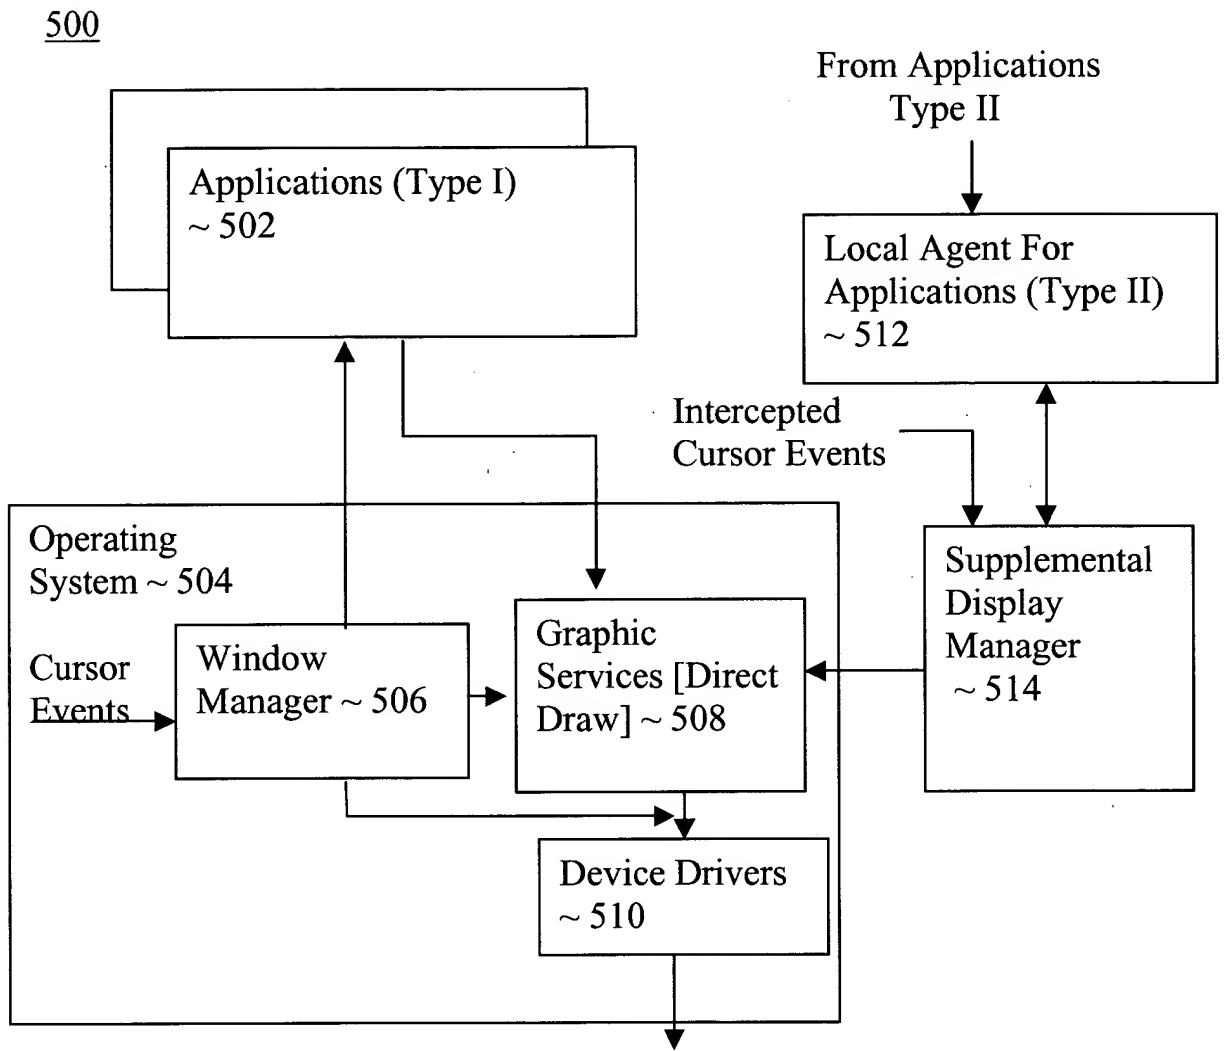 500
From Applications
Type II
Applications (Type I)
~ 502
Local Agent For
Applications (Type II)
~ 512
Intercepted
Cursor Events
Operating
System ~ 504
Supplemental
Display
Manager
~ 514
Graphic
Services [Direct
Draw] ~ 508
Window
Manager ~ 506
Cursor
Events
Device Drivers
~ 510